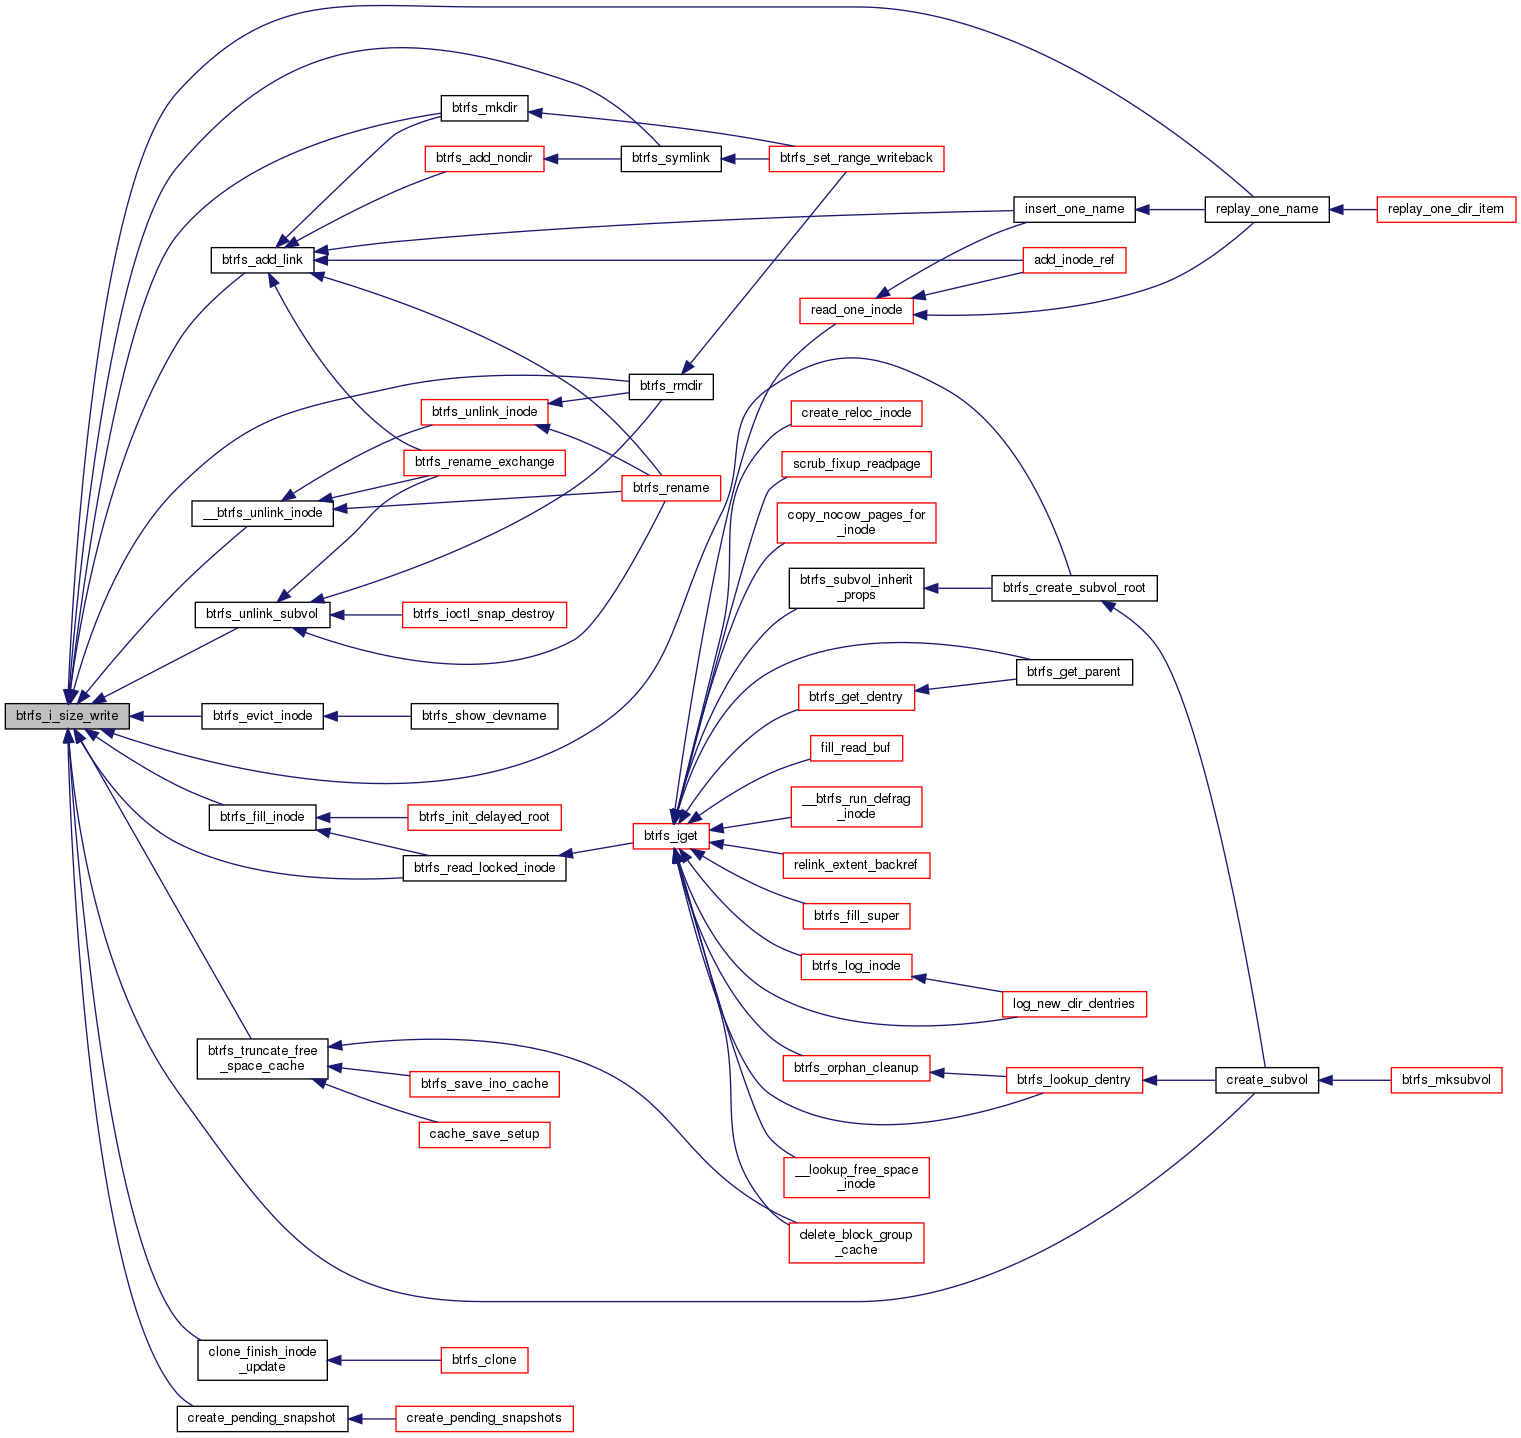 btrfs_mkdir
btrfs_add_nondir
btrfs_symlink
btrfs_set_range_writeback
insert_one_name
replay_one_name
replay_one_dir_item
btrfs_add_link
add_inode_ref
read_one_inode
btrfs_rmdir
btrfs_unlink_inode
create_reloc_inode
btrfs_rename_exchange
scrub_fixup_readpage
btrfs_rename
__btrfs_unlink_inode
copy_nocow_pages_for
_inode
btrfs_subvol_inherit
_props
btrfs_create_subvol_root
btrfs_unlink_subvol
btrfs_ioctl_snap_destroy
btrfs_get_parent
btrfs_get_dentry
btrfs_i_size_write
btrfs_evict_inode
btrfs_show_devname
fill_read_buf
__btrfs_run_defrag
_inode
btrfs_fill_inode
btrfs_init_delayed_root
btrfs_iget
btrfs_read_locked_inode
relink_extent_backref
btrfs_fill_super
btrfs_log_inode
log_new_dir_dentries
btrfs_truncate_free
_space_cache
btrfs_orphan_cleanup
btrfs_save_ino_cache
btrfs_lookup_dentry
create_subvol
btrfs_mksubvol
cache_save_setup
__lookup_free_space
_inode
delete_block_group
_cache
clone_finish_inode
_update
btrfs_clone
create_pending_snapshot
create_pending_snapshots